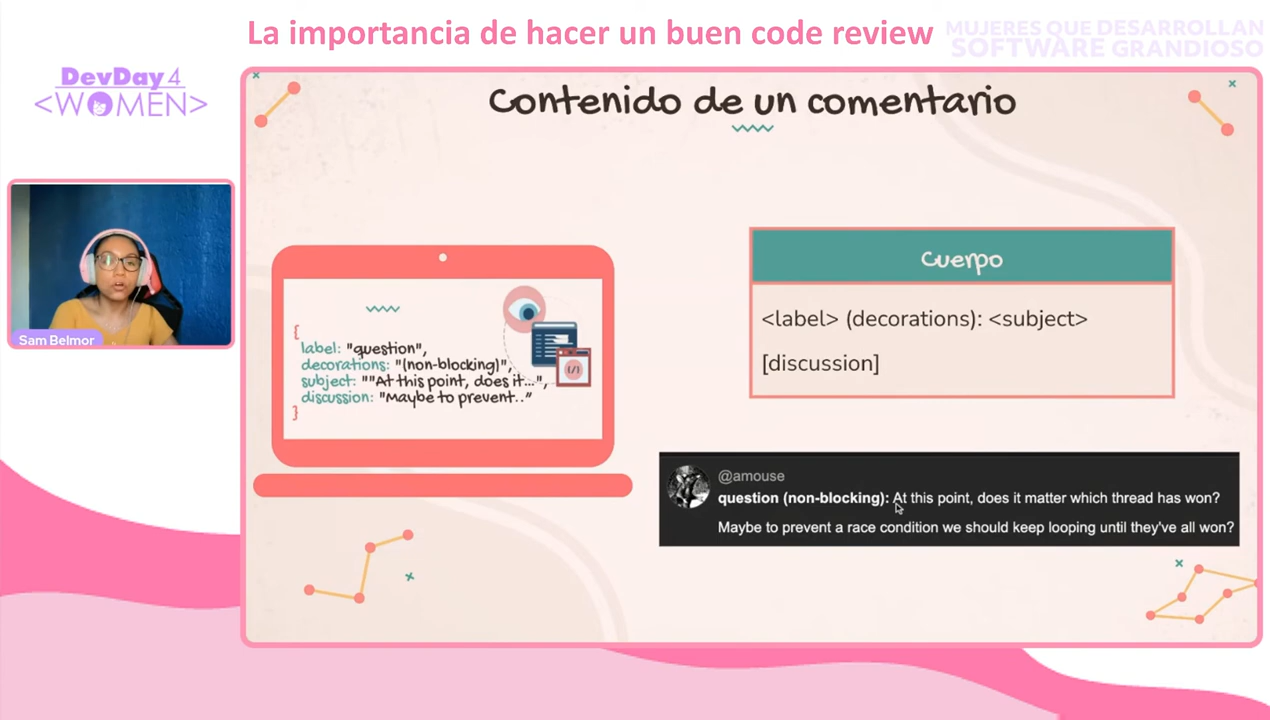 La importancia de hacer un buen code review
MUJERES QUE DESARROLLAN
SOFTWARE GRANDIOSO
DevDay 4
<WOMEN>
Sam Belmor
Contenido de un comentario
{
label: "question",
decorations: "(non-blocking)",
subject: ""At this point, does it...",
discussion: "Maybe to prevent.."
}
</>
Cuerpo
<label> (decorations): <subject>
[discussion]
@amouse
question (non-blocking): At this point, does it matter which thread has won?
Maybe to prevent a race condition we should keep looping until they've all won?